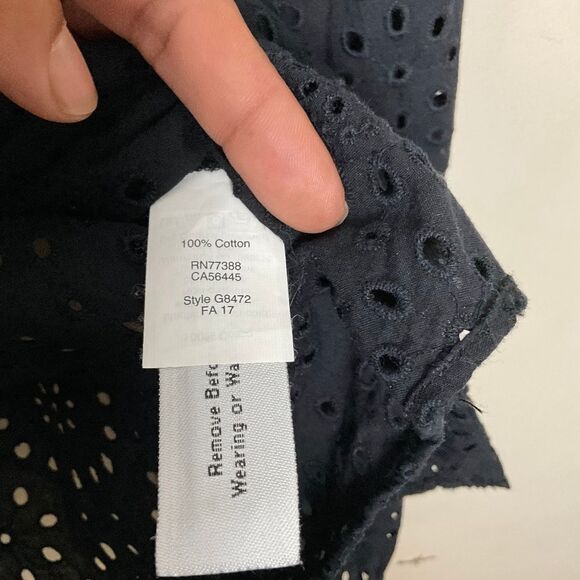 100% Cotton
RN77388
CA56445
Style G8472
FA 17
Remove Befo
Wearing or Wa